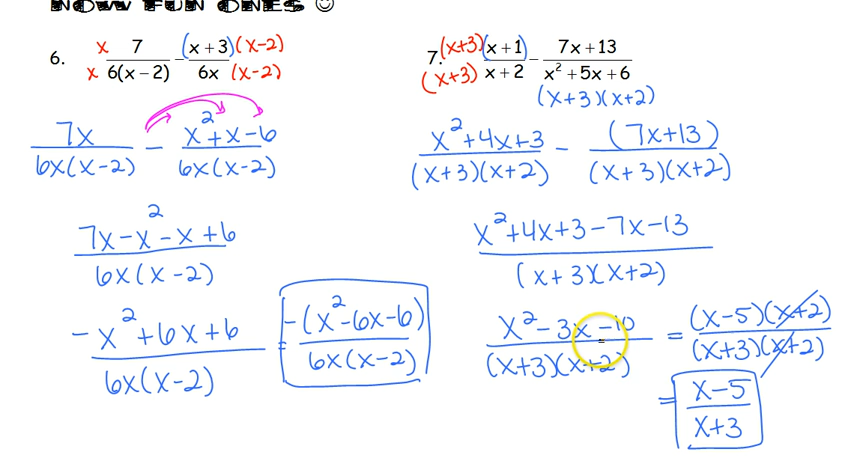 NOW FUN ONES ☺
6. x 7 / x 6(x – 2) – (x + 3)(x–2) / 6x (x–2)
7x / 6x(x–2) – x² + x – 6 / 6x(x–2)
7x – x² – x + 6 / 6x(x – 2)
–x² + 6x + 6 / 6x(x–2) = –(x² – 6x – 6) / 6x(x–2)
7. (x+3)(x + 1) / (x+3) x + 2 – 7x + 13 / x² + 5x + 6
(x+3)(x+2)
x² + 4x + 3 / (x+3)(x+2) – (7x+13) / (x+3)(x+2)
x² + 4x + 3 – 7x – 13 / (x+3)(x+2)
x² – 3x – 10 / (x+3)(x+2) = (x–5)(x+2) / (x+3)(x+2)
= x–5 / x+3